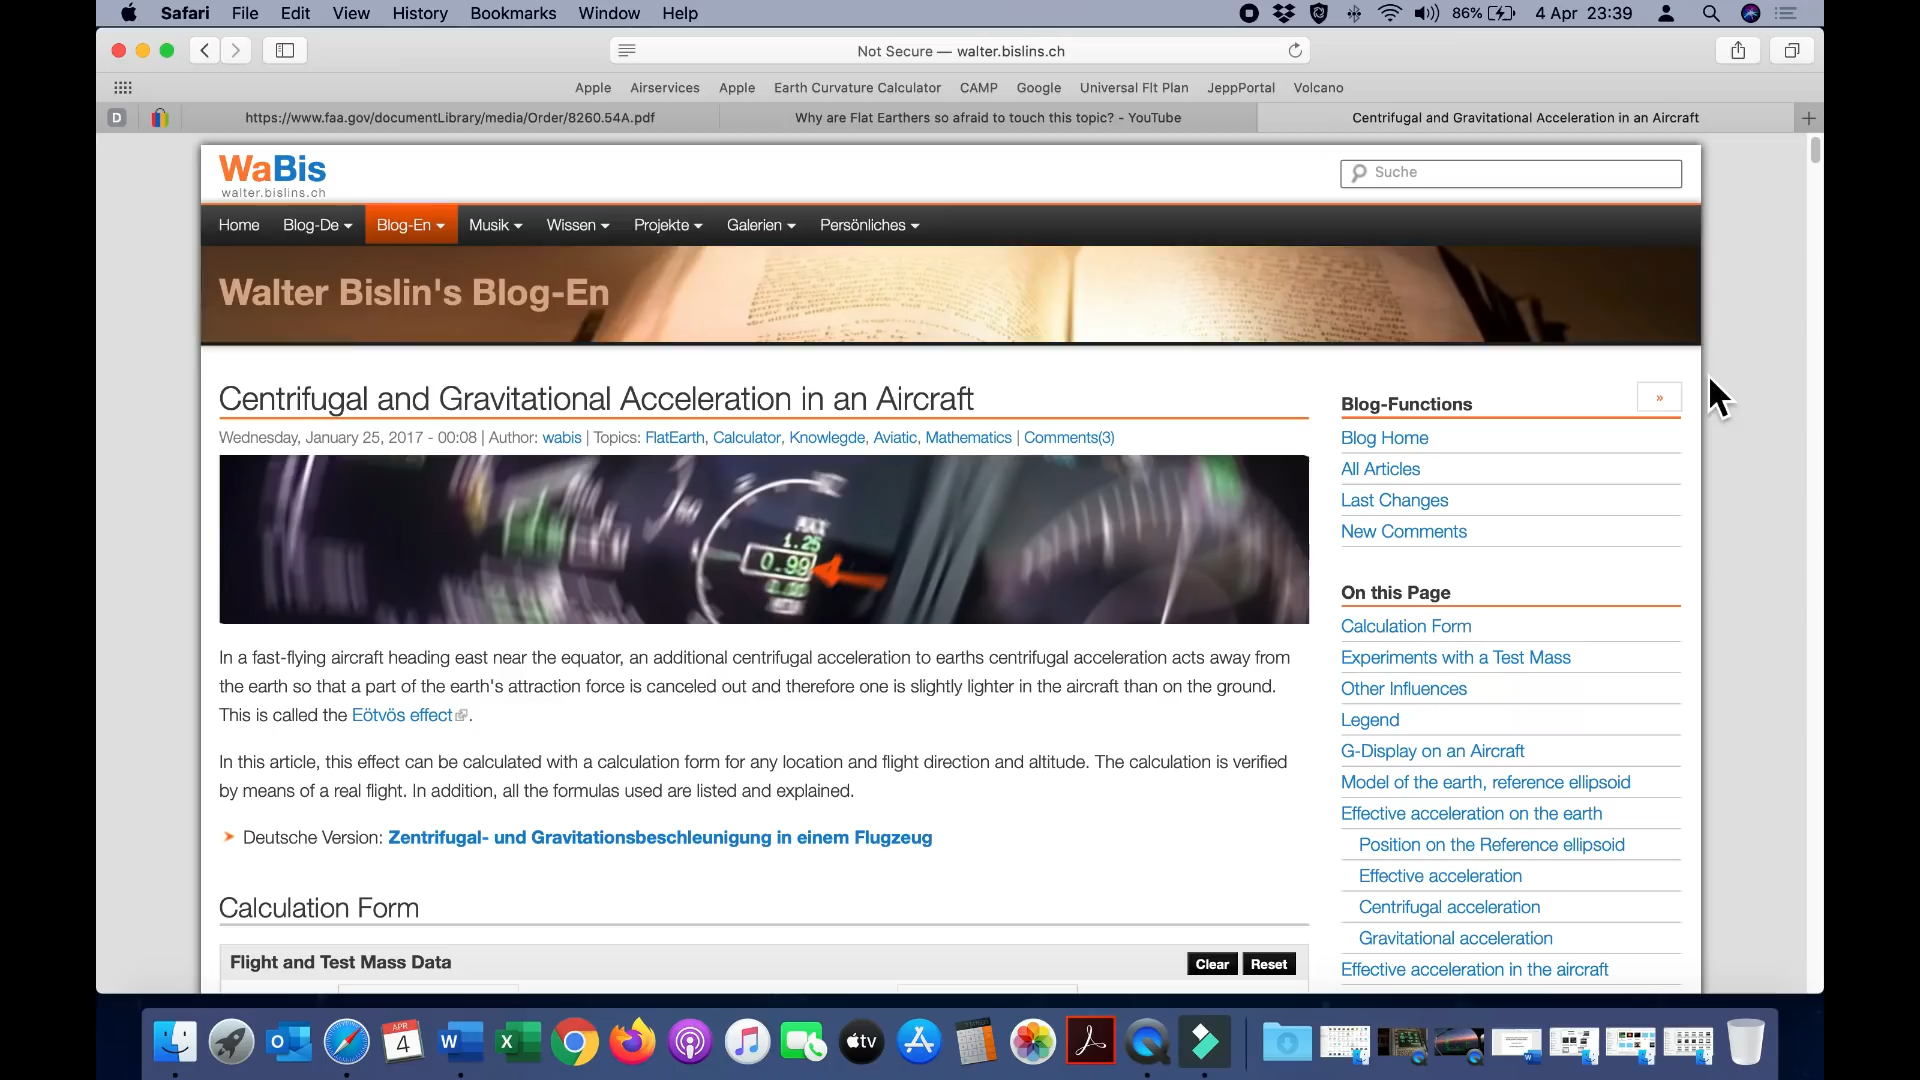 Safari File Edit View History Bookmarks Window Help
86% 4 Apr 23:39
Not Secure — walter.bislins.ch
Apple Airservices Apple Earth Curvature Calculator CAMP Google Universal Flt Plan JeppPortal Volcano
D
https://www.faa.gov/documentLibrary/media/Order/8260.54A.pdf
Why are Flat Earthers so afraid to touch this topic? - YouTube
Centrifugal and Gravitational Acceleration in an Aircraft
WaBis
walter.bislins.ch
Suche
Home Blog-De Blog-En Musik Wissen Projekte Galerien Persönliches
Walter Bislin's Blog-En
Centrifugal and Gravitational Acceleration in an Aircraft
Wednesday, January 25, 2017 - 00:08 | Author: wabis | Topics: FlatEarth, Calculator, Knowlegde, Aviatic, Mathematics | Comments(3)
MAX
1.25
0.99
In a fast-flying aircraft heading east near the equator, an additional centrifugal acceleration to earths centrifugal acceleration acts away from
the earth so that a part of the earth's attraction force is canceled out and therefore one is slightly lighter in the aircraft than on the ground.
This is called the Eötvös effect.
In this article, this effect can be calculated with a calculation form for any location and flight direction and altitude. The calculation is verified
by means of a real flight. In addition, all the formulas used are listed and explained.
Deutsche Version: Zentrifugal- und Gravitationsbeschleunigung in einem Flugzeug
Calculation Form
Flight and Test Mass Data
Clear Reset
Blog-Functions
»
Blog Home
All Articles
Last Changes
New Comments
On this Page
Calculation Form
Experiments with a Test Mass
Other Influences
Legend
G-Display on an Aircraft
Model of the earth, reference ellipsoid
Effective acceleration on the earth
Position on the Reference ellipsoid
Effective acceleration
Centrifugal acceleration
Gravitational acceleration
Effective acceleration in the aircraft
APR
4
tv